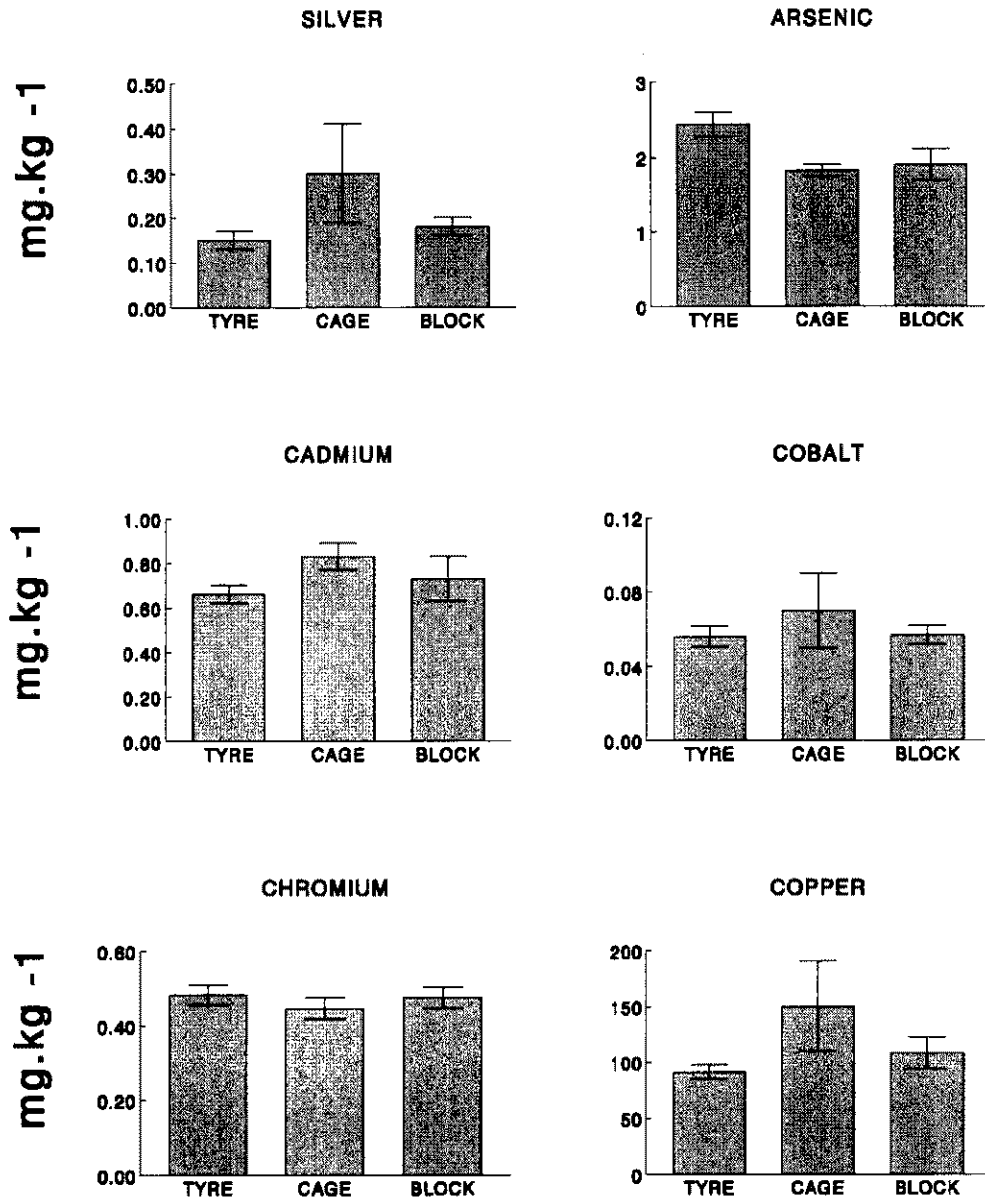 SILVER
mg.kg -1
0.50
0.40
0.30
0.20
0.10
0.00
TYRE CAGE BLOCK
ARSENIC
3
2
1
0
TYRE CAGE BLOCK
CADMIUM
mg.kg -1
1.00
0.80
0.60
0.40
0.20
0.00
TYRE CAGE BLOCK
COBALT
0.12
0.08
0.04
0.00
TYRE CAGE BLOCK
CHROMIUM
mg.kg -1
0.60
0.40
0.20
0.00
TYRE CAGE BLOCK
COPPER
200
150
100
50
0
TYRE CAGE BLOCK